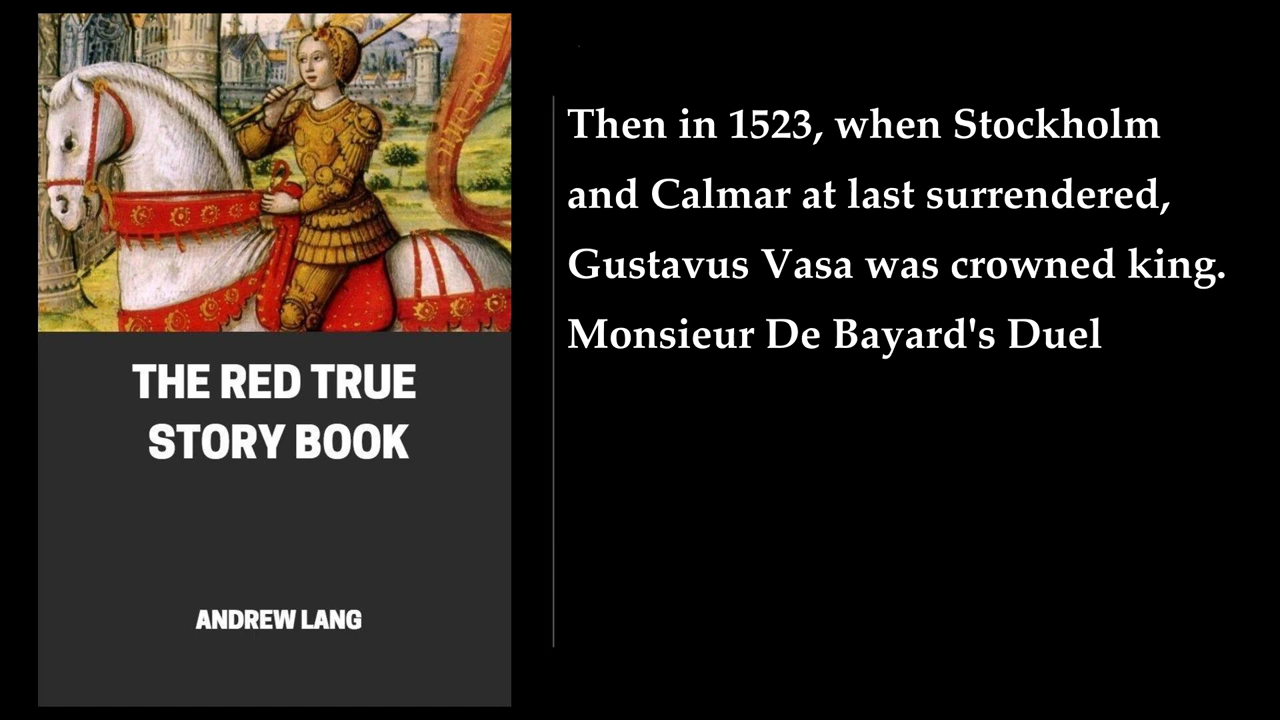 THE RED TRUE
STORY BOOK
ANDREW LANG
Then in 1523, when Stockholm
and Calmar at last surrendered,
Gustavus Vasa was crowned king.
Monsieur De Bayard's Duel